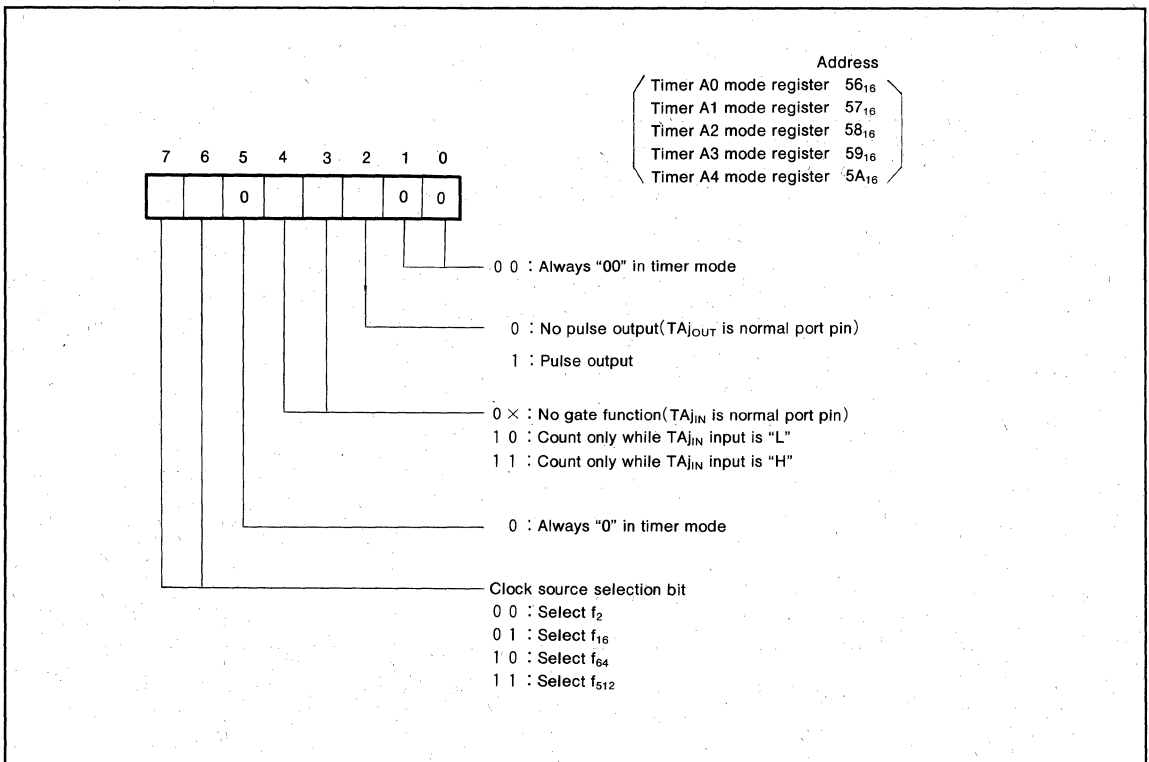 Address
Timer A0 mode register 56₁₆
Timer A1 mode register 57₁₆
Timer A2 mode register 58₁₆
Timer A3 mode register 59₁₆
Timer A4 mode register 5A₁₆
7 6 5 4 3 2 1 0
0 0 0
0 0 : Always “00” in timer mode
0 : No pulse output(TAj_OUT is normal port pin)
1 : Pulse output
0 × : No gate function(TAj_IN is normal port pin)
1 0 : Count only while TAj_IN input is “L”
1 1 : Count only while TAj_IN input is “H”
0 : Always “0” in timer mode
Clock source selection bit
0 0 : Select f₂
0 1 : Select f₁₆
1 0 : Select f₆₄
1 1 : Select f₅₁₂